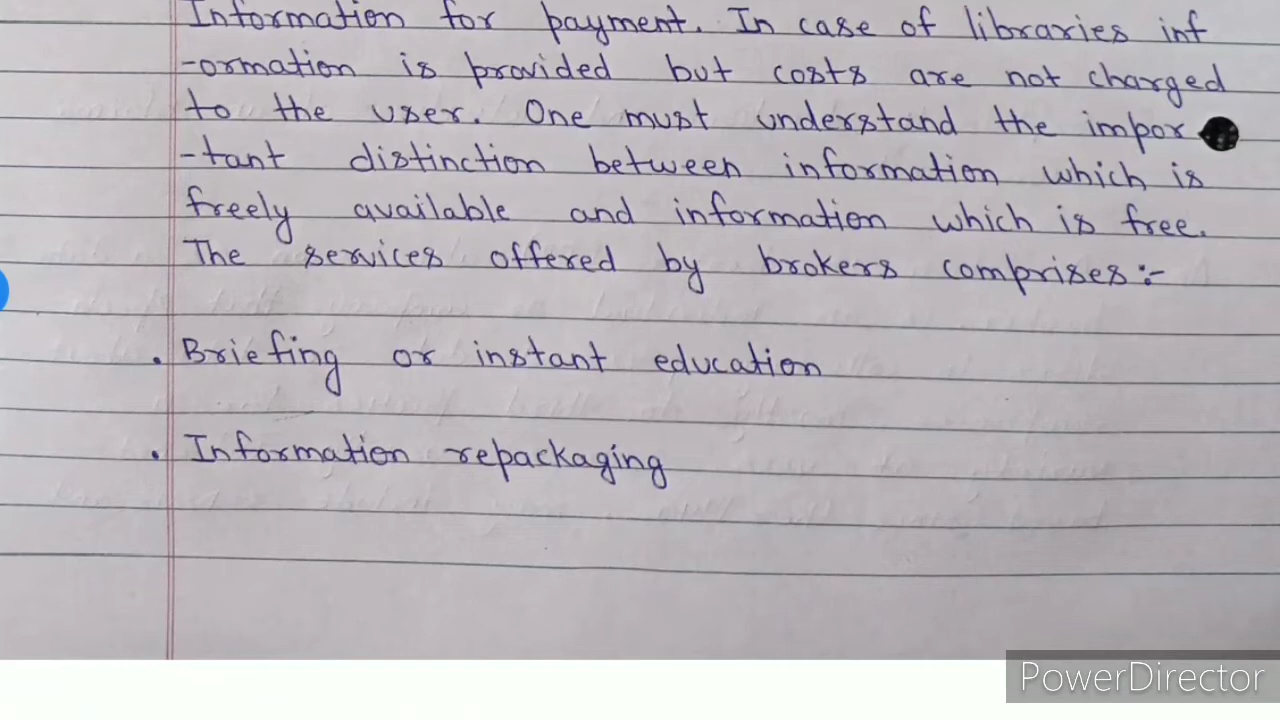 Information for payment. In case of libraries inf
-ormation is provided but costs are not charged
to the user. One must understand the impor
-tant distinction between information which is
freely available and information which is free.
The services offered by brokers comprises :-
. Briefing or instant education
. Information repackaging
PowerDirector